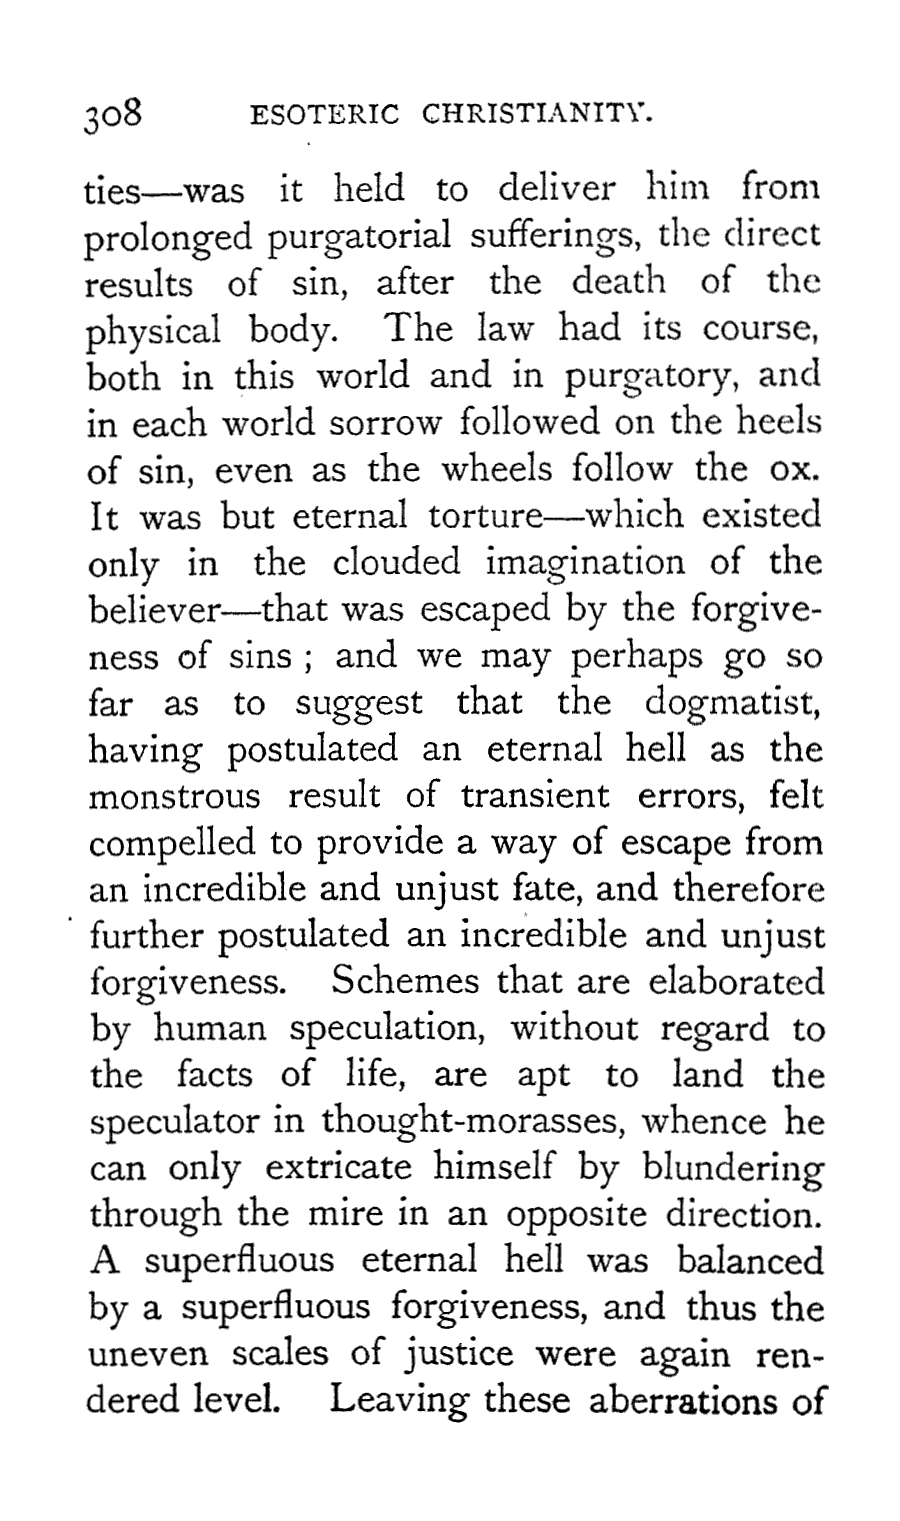 308 ESOTERIC CHRISTIANITY.
ties—was it held to deliver him from
prolonged purgatorial sufferings, the direct
results of sin, after the death of the
physical body. The law had its course,
both in this world and in purgatory, and
in each world sorrow followed on the heels
of sin, even as the wheels follow the ox.
It was but eternal torture—which existed
only in the clouded imagination of the
believer—that was escaped by the forgive-
ness of sins ; and we may perhaps go so
far as to suggest that the dogmatist,
having postulated an eternal hell as the
monstrous result of transient errors, felt
compelled to provide a way of escape from
an incredible and unjust fate, and therefore
further postulated an incredible and unjust
forgiveness. Schemes that are elaborated
by human speculation, without regard to
the facts of life, are apt to land the
speculator in thought-morasses, whence he
can only extricate himself by blundering
through the mire in an opposite direction.
A superfluous eternal hell was balanced
by a superfluous forgiveness, and thus the
uneven scales of justice were again ren-
dered level. Leaving these aberrations of